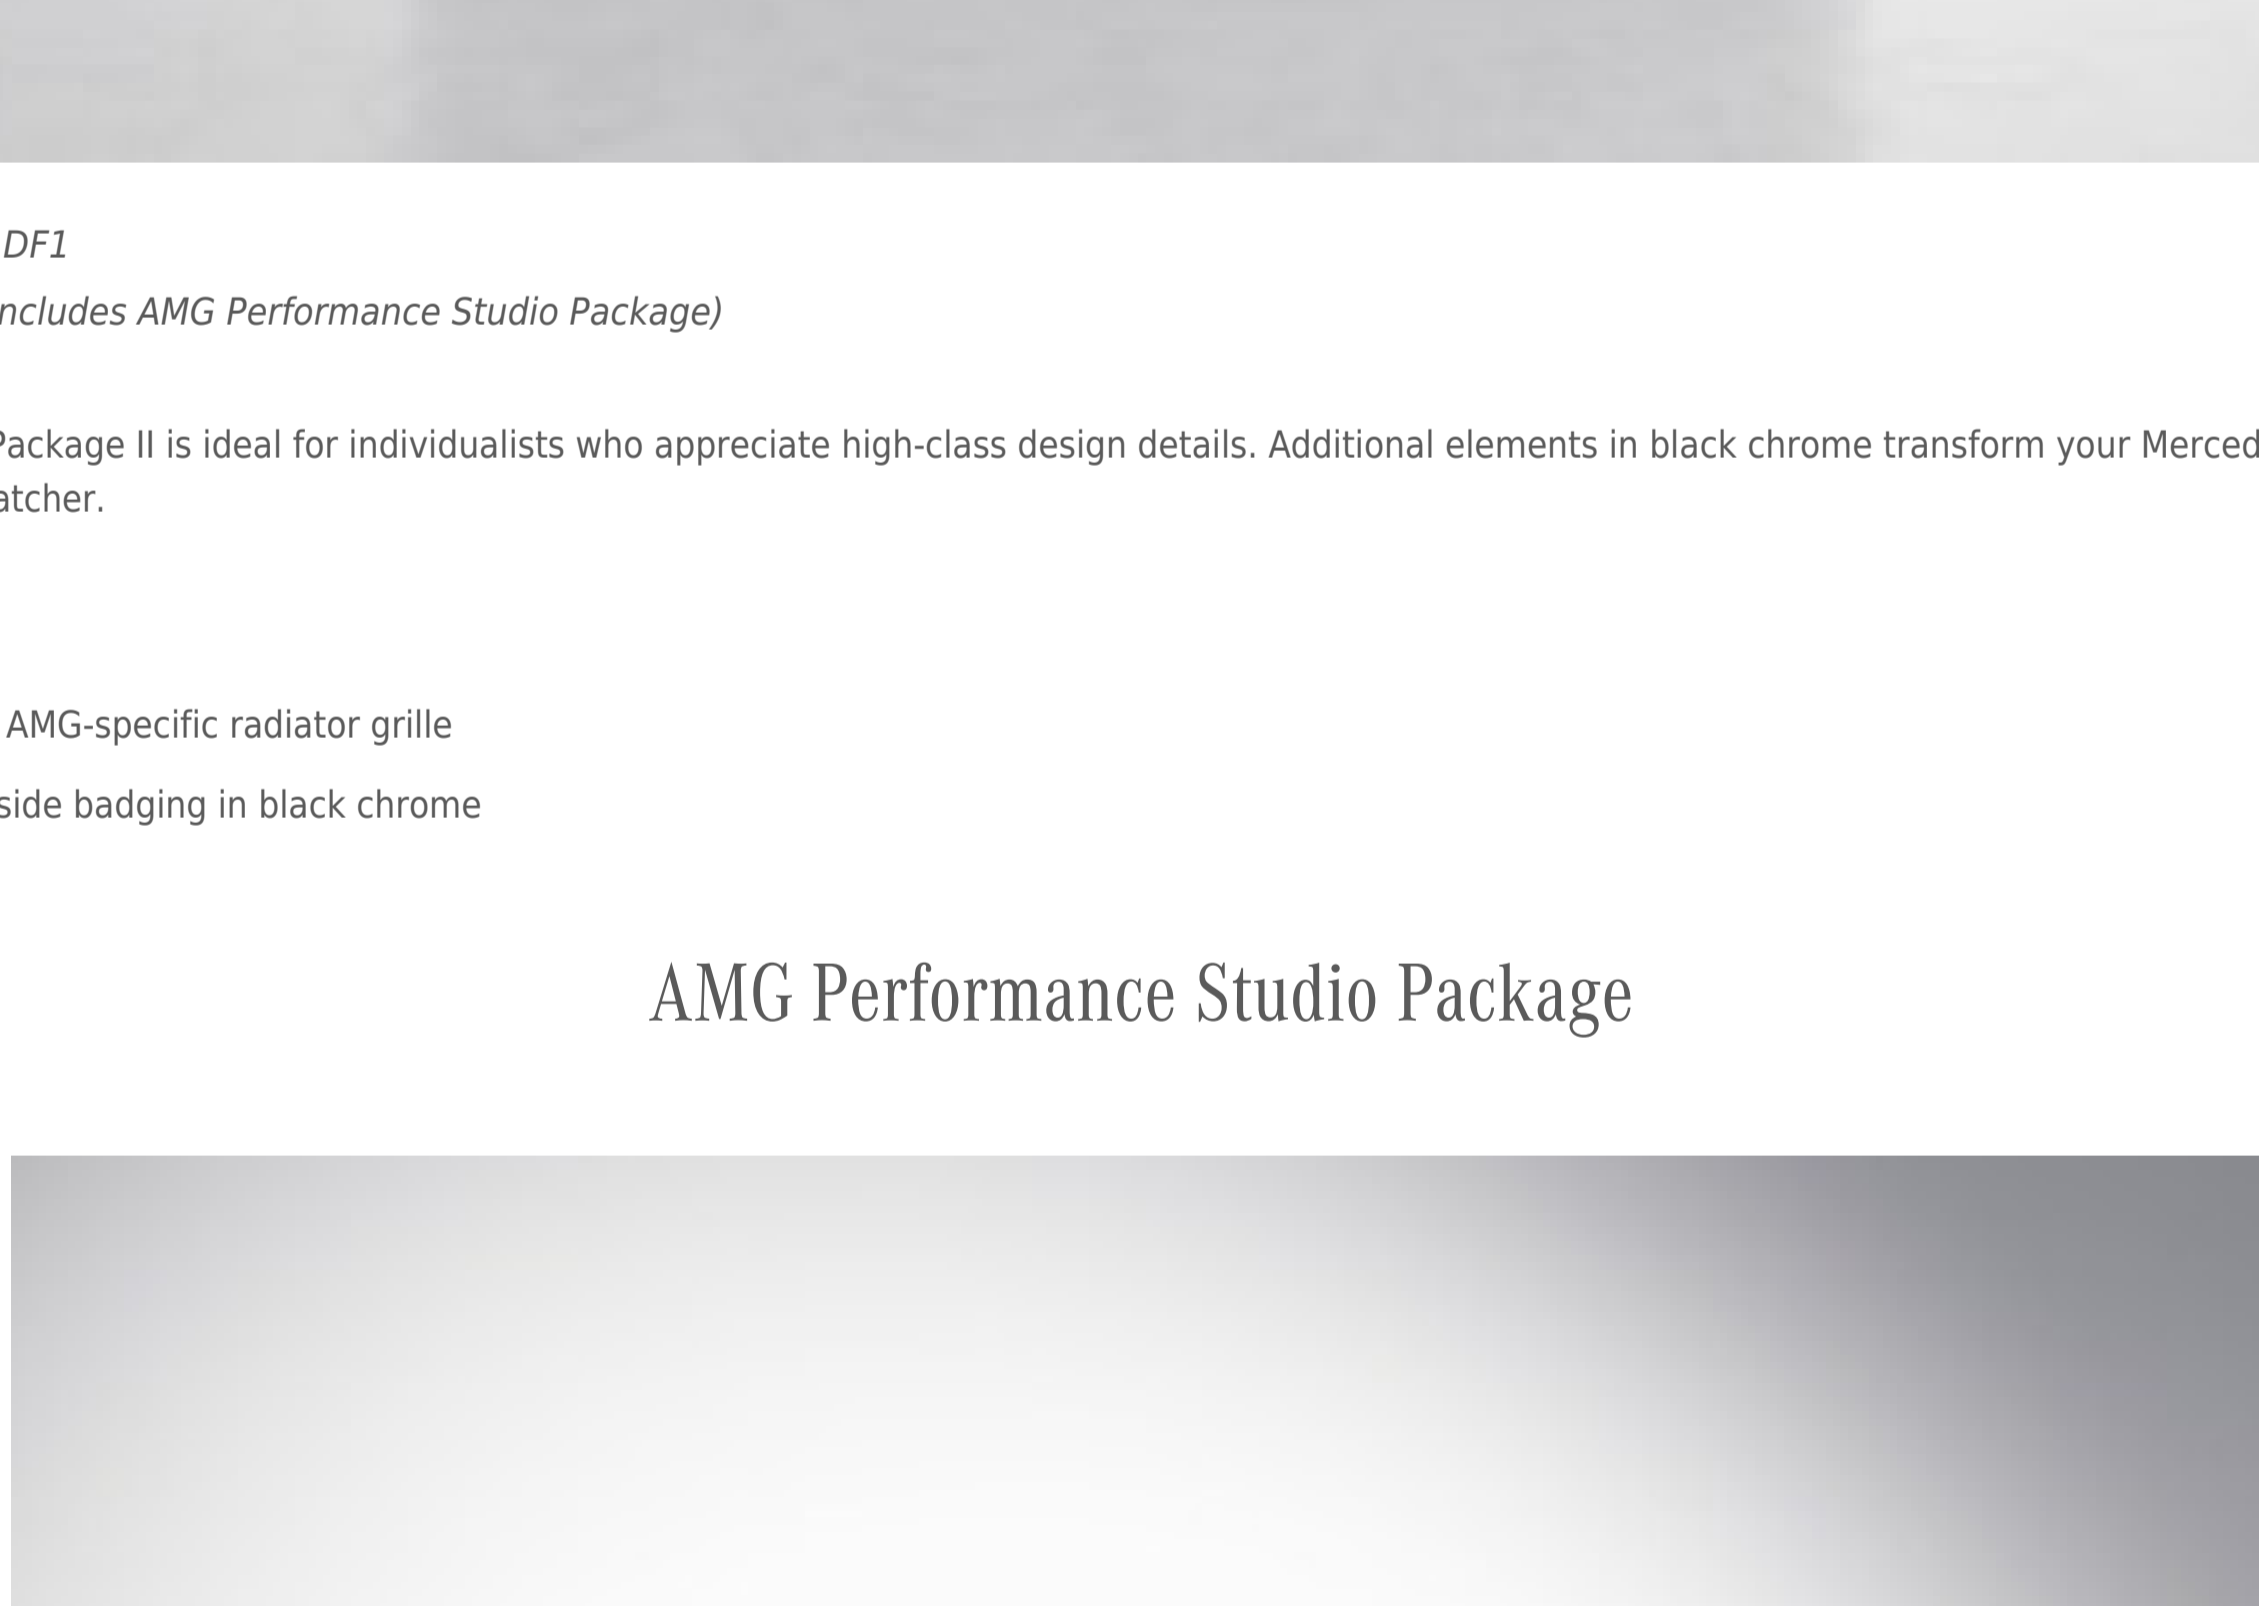 DF1
ncludes AMG Performance Studio Package)
Package II is ideal for individualists who appreciate high-class design details. Additional elements in black chrome transform your Merced
atcher.
AMG-specific radiator grille
side badging in black chrome
AMG Performance Studio Package